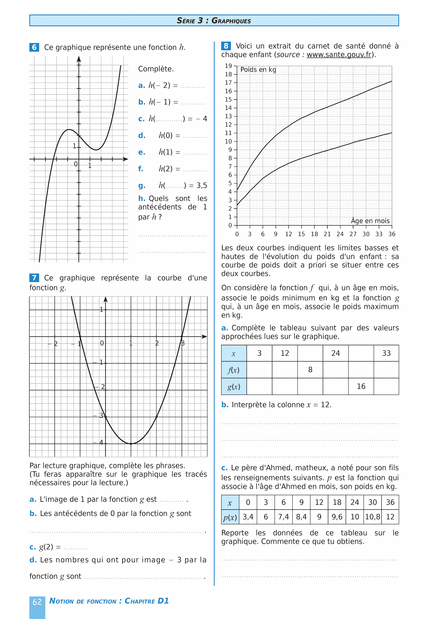 SÉRIE 3 : GRAPHIQUES
6 Ce graphique représente une fonction h.
1
0 1
Complète.
a. h(− 2) = ............
b. h(− 1) = ............
c. h(............) = − 4
d. h(0) = ............
e. h(1) = ............
f. h(2) = ............
g. h(........) = 3,5
h. Quels sont les
antécédents de 1
par h ?
7 Ce graphique représente la courbe d'une
fonction g.
1
− 2 − 1 0 1 2 3
− 1
− 2
− 3
− 4
Par lecture graphique, complète les phrases.
(Tu feras apparaître sur le graphique les tracés
nécessaires pour la lecture.)
a. L'image de 1 par la fonction g est ............ .
b. Les antécédents de 0 par la fonction g sont
c. g(2) = ............
d. Les nombres qui ont pour image − 3 par la
fonction g sont ............ .
8 Voici un extrait du carnet de santé donné à
chaque enfant (source : www.sante.gouv.fr).
Poids en kg
19
18
17
16
15
14
13
12
11
10
9
8
7
6
5
4
3
2
1
0
Âge en mois
0 3 6 9 12 15 18 21 24 27 30 33 36
Les deux courbes indiquent les limites basses et
hautes de l'évolution du poids d'un enfant : sa
courbe de poids doit a priori se situer entre ces
deux courbes.
On considère la fonction f qui, à un âge en mois,
associe le poids minimum en kg et la fonction g
qui, à un âge en mois, associe le poids maximum
en kg.
a. Complète le tableau suivant par des valeurs
approchées lues sur le graphique.
x 3 12 24 33
f(x) 8
g(x) 16
b. Interprète la colonne x = 12.
c. Le père d'Ahmed, matheux, a noté pour son fils
les renseignements suivants. p est la fonction qui
associe à l'âge d'Ahmed en mois, son poids en kg.
x 0 3 6 9 12 18 24 30 36
p(x) 3,4 6 7,4 8,4 9 9,6 10 10,8 12
Reporte les données de ce tableau sur le
graphique. Commente ce que tu obtiens.
62 NOTION DE FONCTION : CHAPITRE D1